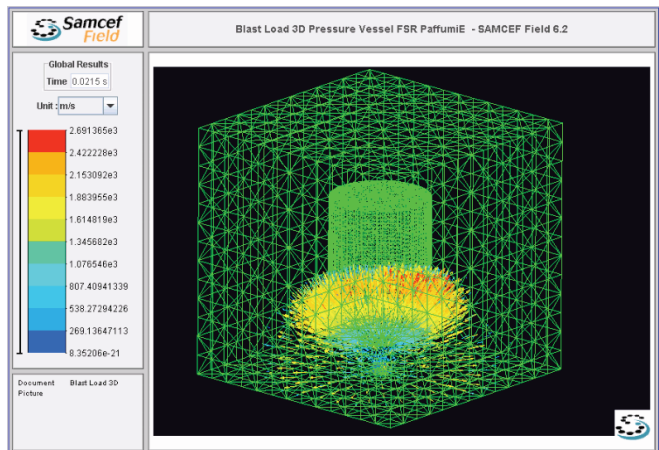 Samcef
Field
Blast Load 3D Pressure Vessel FSR PaffumiE - SAMCEF Field 6.2
Global Results
Time 0.0215 s
Unit : m/s
2.691365e3
2.422228e3
2.153092e3
1.883955e3
1.614819e3
1.345682e3
1.076546e3
807.40941339
538.27294226
269.13647113
8.35206e-21
Document Blast Load 3D
Picture